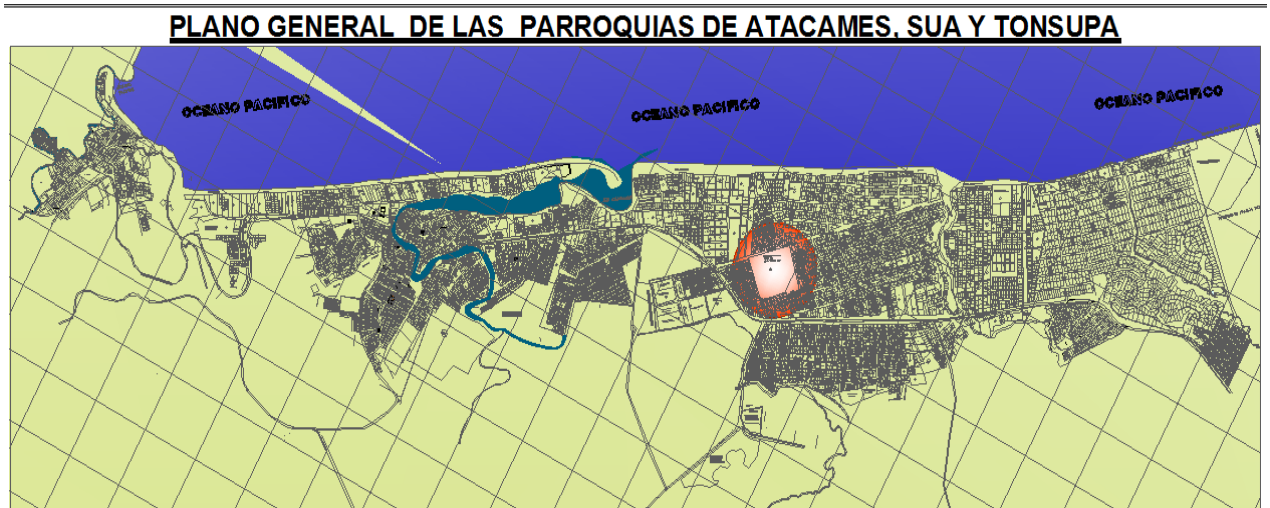 PLANO GENERAL DE LAS PARROQUIAS DE ATACAMES, SUA Y TONSUPA
OCEANO PACIFICO
OCEANO PACIFICO
OCEANO PACIFICO